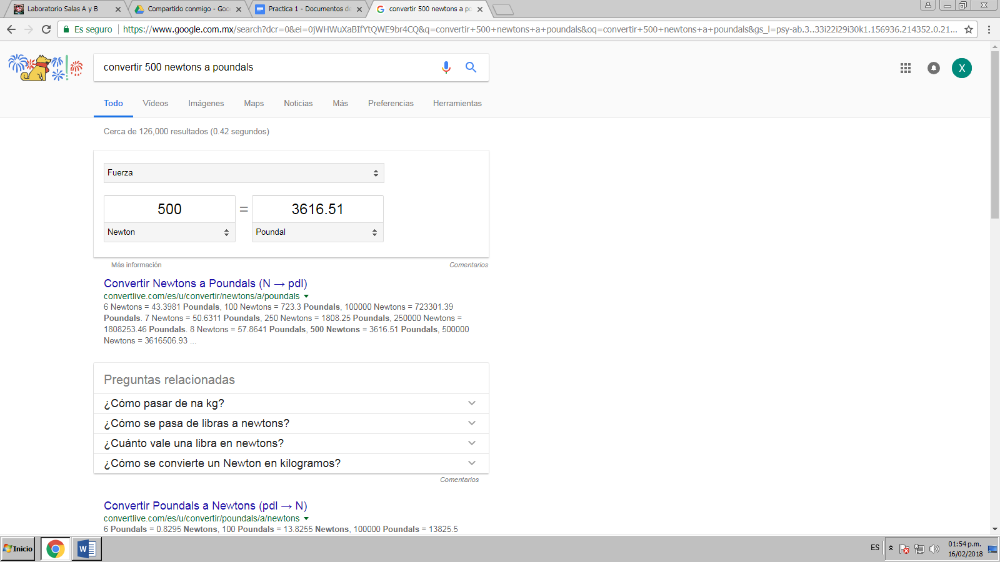 Laboratorio Salas A y B
Compartido conmigo - Goo
Practica 1 - Documentos de
convertir 500 newtons a po
Es seguro
https://www.google.com.mx/search?dcr=0&ei=0jWHWuXaBIfYtQWE9br4CQ&q=convertir+500+newtons+a+poundals&oq=convertir+500+newtons+a+poundals&gs_l=psy-ab.3..33i22i29i30k1.156936.214352.0.21...
convertir 500 newtons a poundals
X
Todo
Vídeos
Imágenes
Maps
Noticias
Más
Preferencias
Herramientas
Cerca de 126,000 resultados (0.42 segundos)
Fuerza
500 = 3616.51
Newton
Poundal
Más información
Comentarios
Convertir Newtons a Poundals (N → pdl)
convertlive.com/es/u/convertir/newtons/a/poundals
6 Newtons = 43.3981 Poundals, 100 Newtons = 723.3 Poundals, 100000 Newtons = 723301.39
Poundals. 7 Newtons = 50.6311 Poundals, 250 Newtons = 1808.25 Poundals, 250000 Newtons =
1808253.46 Poundals. 8 Newtons = 57.8641 Poundals, 500 Newtons = 3616.51 Poundals, 500000
Newtons = 3616506.93 ...
Preguntas relacionadas
¿Cómo pasar de na kg?
¿Cómo se pasa de libras a newtons?
¿Cuánto vale una libra en newtons?
¿Cómo se convierte un Newton en kilogramos?
Comentarios
Convertir Poundals a Newtons (pdl → N)
convertlive.com/es/u/convertir/poundals/a/newtons
6 Poundals = 0.8295 Newtons, 100 Poundals = 13.8255 Newtons, 100000 Poundals = 13825.5
Inicio
ES
01:54 p.m.
16/02/2018